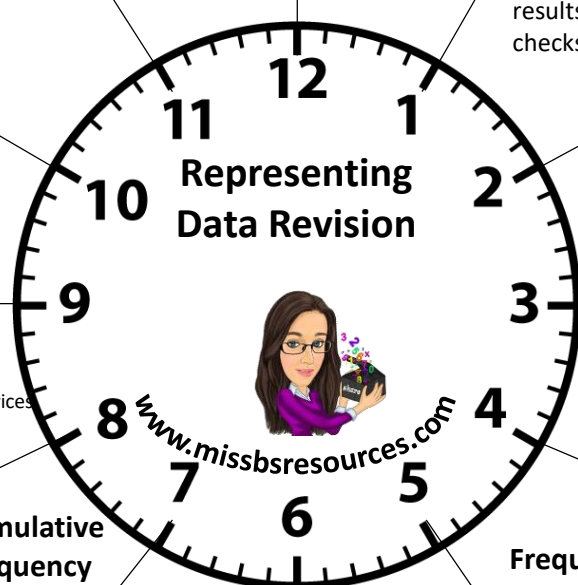 results
checks
12
11
1
Representing
10
2
Data Revision
9
3
share
ices
8
4
www.missbsresources.com
7
5
6
mulative
quency
Frequ